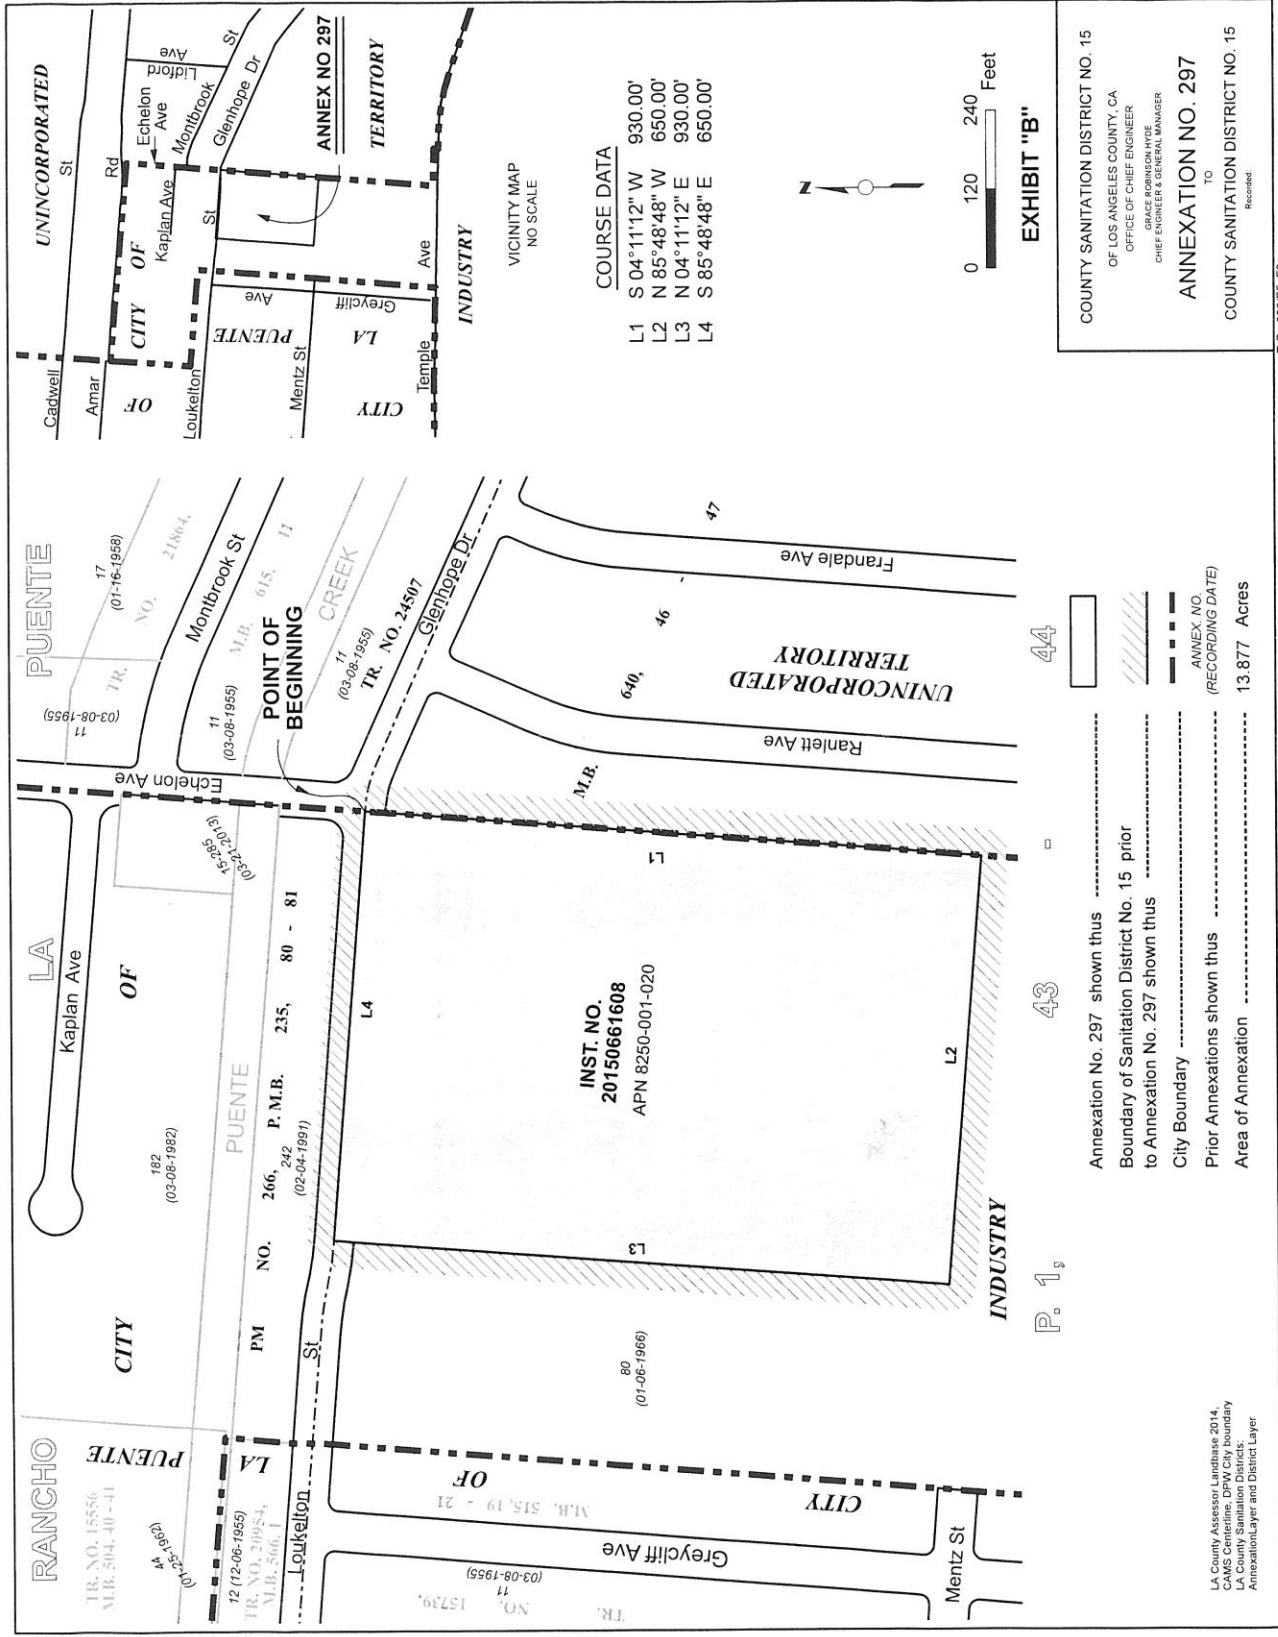 RANCHO
LA
PUENTE
TR. NO. 15556
M.B. 504, 40 - 41
44
(01-25-1962)
12 (12-06-1955)
TR. NO. 20954,
M.B. 566, 1
CITY
OF
LA
PUENTE
CITY
OF
INDUSTRY
Kaplan Ave
182
(03-08-1982)
15-285
(03-21-2013)
PUENTE
CREEK
PM NO. 266, P. M.B. 235, 80 - 81
242
(02-04-1991)
11
(03-08-1955)
17
(01-16-1958)
TR. NO. 21864,
M.B. 615, 11
Montbrook St
Echelon Ave
11
(03-08-1955)
POINT OF
BEGINNING
11
(03-08-1955)
TR. NO. 24507
Glenhope Dr
M.B. 640, 46 - 47
Ranlett Ave
Frandale Ave
UNINCORPORATED
TERRITORY
Loukelton St
L4
L1
L3
L2
INST. NO.
20150661608
APN 8250-001-020
80
(01-06-1966)
Greycliff Ave
Mentz St
TR. NO. 15739,
M.B. 515, 19 - 21
11
(03-08-1955)
P. 1, 43 - 44
Annexation No. 297 shown thus
Boundary of Sanitation District No. 15 prior
to Annexation No. 297 shown thus
City Boundary
Prior Annexations shown thus
ANNEX. NO.
(RECORDING DATE)
Area of Annexation 13.877 Acres
LA County Assessor Landbase 2014,
CAMS Centerline, DPW City boundary
LA County Sanitation Districts:
AnnexationLayer and District Layer
UNINCORPORATED
Cadwell St
Amar Rd
Echelon
Ave
Lidford
Ave
Montbrook St
Glenhope Dr
Kaplan Ave
CITY OF
OF
Loukelton St
PUENTE
Ave
Mentz St
LA
Greycliff
CITY
Temple Ave
ANNEX NO 297
TERRITORY
INDUSTRY
VICINITY MAP
NO SCALE
COURSE DATA
L1 S 04°11'12" W 930.00'
L2 N 85°48'48" W 650.00'
L3 N 04°11'12" E 930.00'
L4 S 85°48'48" E 650.00'
N
0 120 240
Feet
EXHIBIT "B"
COUNTY SANITATION DISTRICT NO. 15
OF LOS ANGELES COUNTY, CA
OFFICE OF CHIEF ENGINEER
GRACE ROBINSON HYDE
CHIEF ENGINEER & GENERAL MANAGER
ANNEXATION NO. 297
TO
COUNTY SANITATION DISTRICT NO. 15
Recorded: